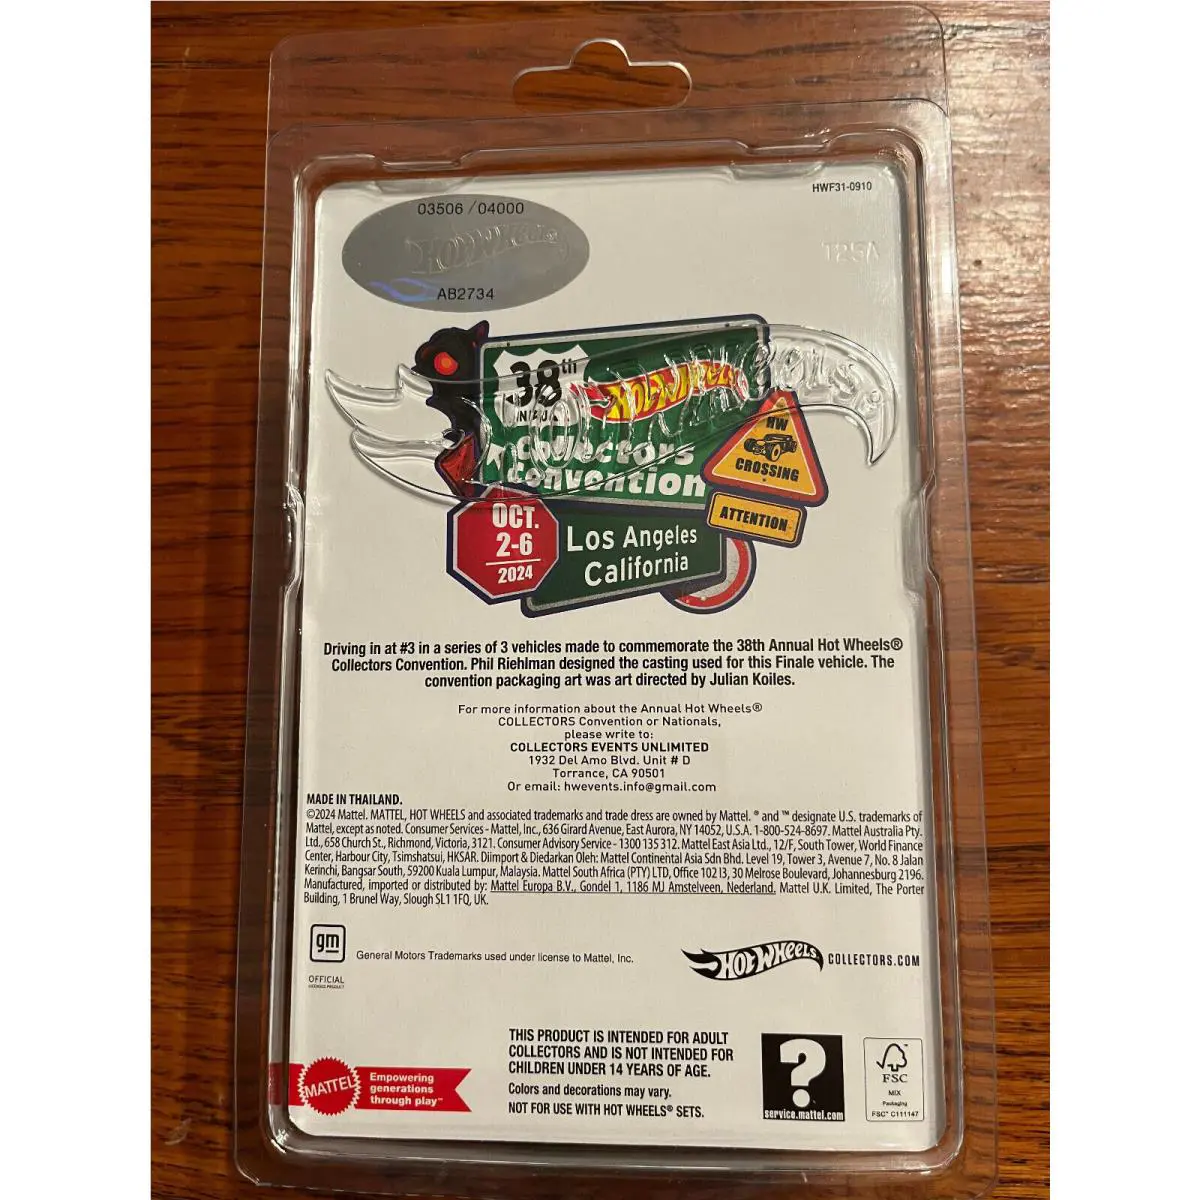 HWF31-0910
03506 / 04000
HOT WHEELS
AB2734
38th
Hot Wheels
Collectors
Convention
HW
CROSSING
ATTENTION
OCT.
2-6
2024
Los Angeles
California
Driving in at #3 in a series of 3 vehicles made to commemorate the 38th Annual Hot Wheels®
Collectors Convention. Phil Riehlman designed the casting used for this Finale vehicle. The
convention packaging art was art directed by Julian Koiles.
For more information about the Annual Hot Wheels®
COLLECTORS Convention or Nationals,
please write to:
COLLECTORS EVENTS UNLIMITED
1932 Del Amo Blvd. Unit # D
Torrance, CA 90501
Or email: hwevents.info@gmail.com
MADE IN THAILAND.
©2024 Mattel. MATTEL, HOT WHEELS and associated trademarks and trade dress are owned by Mattel. ® and ™ designate U.S. trademarks of
Mattel, except as noted. Consumer Services - Mattel, Inc., 636 Girard Avenue, East Aurora, NY 14052, U.S.A. 1-800-524-8697. Mattel Australia Pty.
Ltd., 658 Church St., Richmond, Victoria, 3121. Consumer Advisory Service - 1300 135 312. Mattel East Asia Ltd., 12/F, South Tower, World Finance
Center, Harbour City, Tsimshatsui, HKSAR. Diimport & Diedarkan Oleh: Mattel Continental Asia Sdn Bhd. Level 19, Tower 3, Avenue 7, No. 8 Jalan
Kerinchi, Bangsar South, 59200 Kuala Lumpur, Malaysia. Mattel South Africa (PTY) LTD, Office 102 I3, 30 Melrose Boulevard, Johannesburg 2196.
Manufactured, imported or distributed by: Mattel Europa B.V., Gondel 1, 1186 MJ Amstelveen, Nederland. Mattel U.K. Limited, The Porter
Building, 1 Brunel Way, Slough SL1 1FQ, UK.
gm
OFFICIAL
LICENSED PRODUCT
General Motors Trademarks used under license to Mattel, Inc.
Hot Wheels COLLECTORS.COM
THIS PRODUCT IS INTENDED FOR ADULT
COLLECTORS AND IS NOT INTENDED FOR
CHILDREN UNDER 14 YEARS OF AGE.
Colors and decorations may vary.
NOT FOR USE WITH HOT WHEELS® SETS.
MATTEL
Empowering
generations
through play™
?
service.mattel.com
FSC
MIX
Packaging
FSC™ C111147